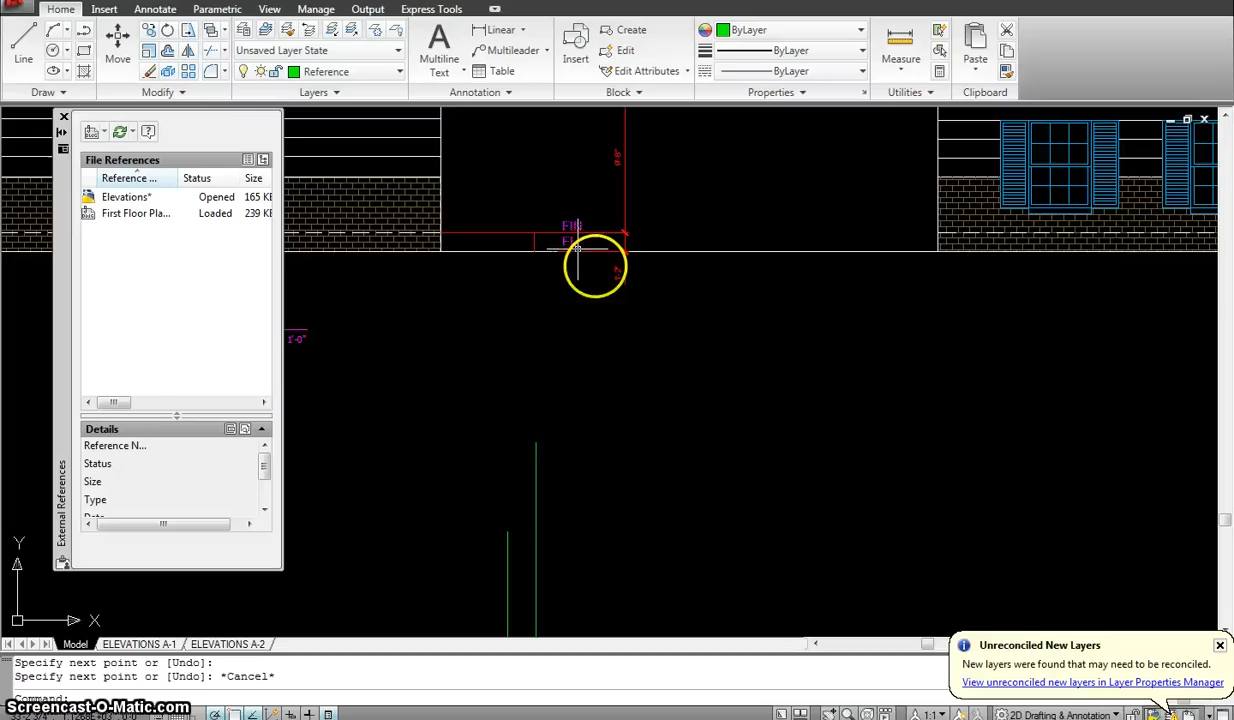 Home Insert Annotate Parametric View Manage Output Express Tools
Line
Move
Unsaved Layer State
Reference
Multiline
Text
Linear
Multileader
Table
Insert
Create
Edit
Edit Attributes
ByLayer
ByLayer
ByLayer
Measure
Paste
Draw Modify Layers Annotation Block Properties Utilities Clipboard
File References
Reference ... Status Size
Elevations* Opened 165 KB
First Floor Pla... Loaded 239 KB
Details
Reference N...
Status
Size
Type
External References
FIN
1'-0"
Y
X
Model ELEVATIONS A-1 ELEVATIONS A-2
Specify next point or [Undo]:
Specify next point or [Undo]: *Cancel*
Command:
Unreconciled New Layers
New layers were found that may need to be reconciled.
View unreconciled new layers in Layer Properties Manager
Screencast-O-Matic.com
1:1
2D Drafting & Annotation